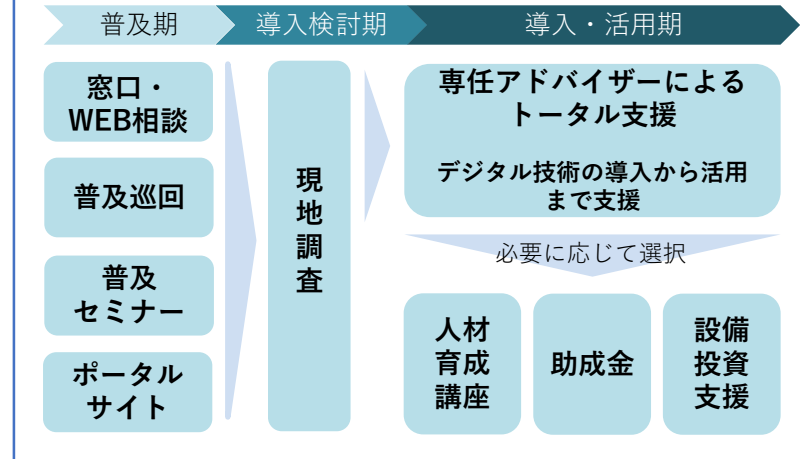 普及期
導入検討期
導入・活用期
窓口・
WEB相談
普及巡回
普及
セミナー
ポータル
サイト
現
地
調
査
専任アドバイザーによる
トータル支援
デジタル技術の導入から活用
まで支援
必要に応じて選択
人材
育成
講座
助成金
設備
投資
支援